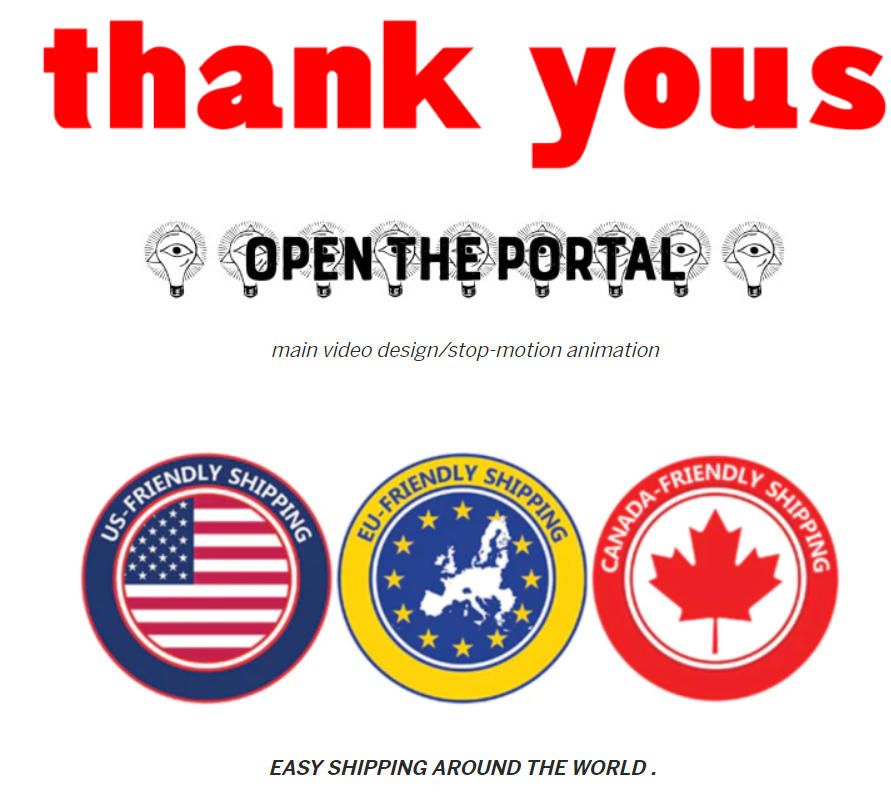 thank yous
OPEN THE PORTAL
main video design/stop-motion animation
US-FRIENDLY SHIPPING
EU-FRIENDLY SHIPPING
CANADA-FRIENDLY SHIPPING
EASY SHIPPING AROUND THE WORLD .